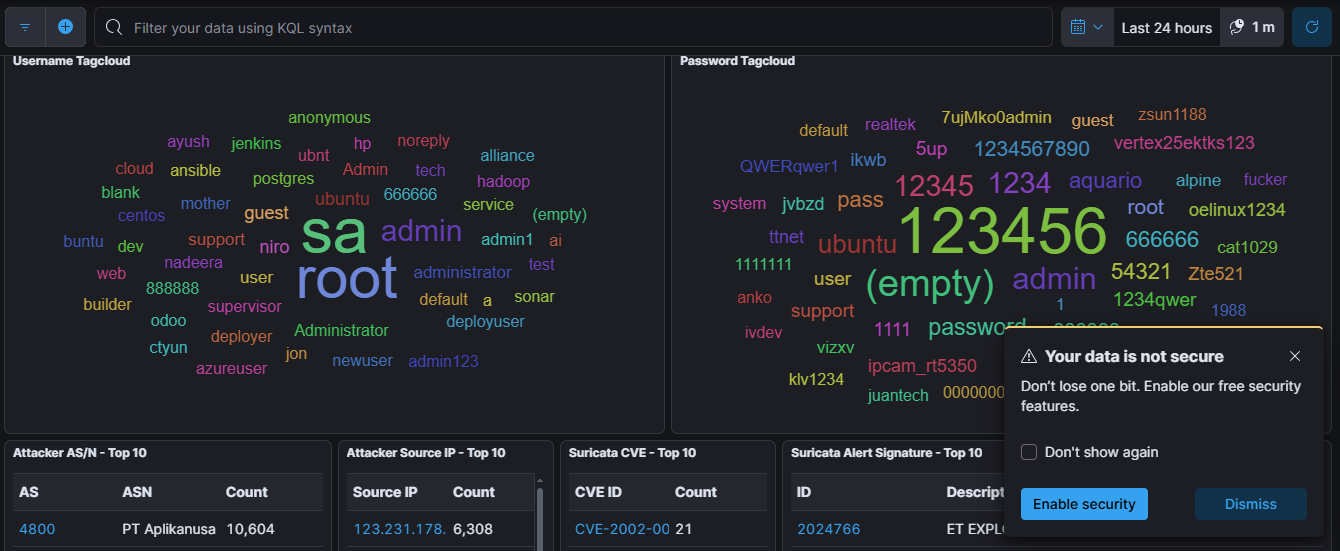 Filter your data using KQL syntax
Last 24 hours
1 m
Username Tagcloud
anonymous
ayush jenkins hp noreply
ubnt alliance
cloud ansible Admin tech
postgres hadoop
blank mother ubuntu 666666 service
centos guest (empty)
buntu dev support niro sa admin admin1 ai
nadeera
web user root administrator test
888888
builder supervisor default a sonar
odoo deployuser
deployer Administrator
ctyun jon newuser admin123
azureuser
Password Tagcloud
7ujMko0admin zsun1188
default realtek guest
5up 1234567890 vertex25ektks123
QWERqwer1 ikwb
12345 1234 aquario alpine fucker
system jvbzd pass root oelinux1234
ttnet ubuntu 123456 666666 cat1029
1111111 user (empty) admin 54321 Zte521
anko support 1 1234qwer 1988
ivdev 1111 password
vizxv
ipcam_rt5350
klv1234
juantech
Your data is not secure
Don’t lose one bit. Enable our free security
features.
Don't show again
Enable security Dismiss
Attacker AS/N - Top 10
AS ASN Count
4800 PT Aplikanusa 10,604
Attacker Source IP - Top 10
Source IP Count
123.231.178. 6,308
Suricata CVE - Top 10
CVE ID Count
CVE-2002-00 21
Suricata Alert Signature - Top 10
ID Descript
2024766 ET EXPLO